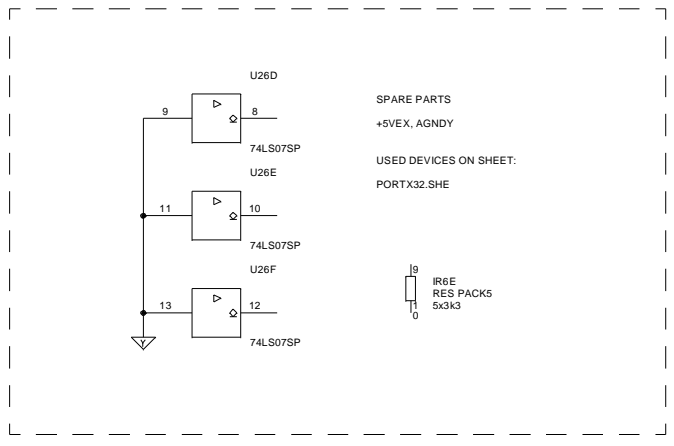 U26D
9
8
74LS07SP
U26E
11
10
74LS07SP
U26F
13
12
74LS07SP
Y
SPARE PARTS
+5VEX, AGNDY
USED DEVICES ON SHEET:
PORTX32.SHE
9
IR6E
RES PACK5
5x3k3
1
0